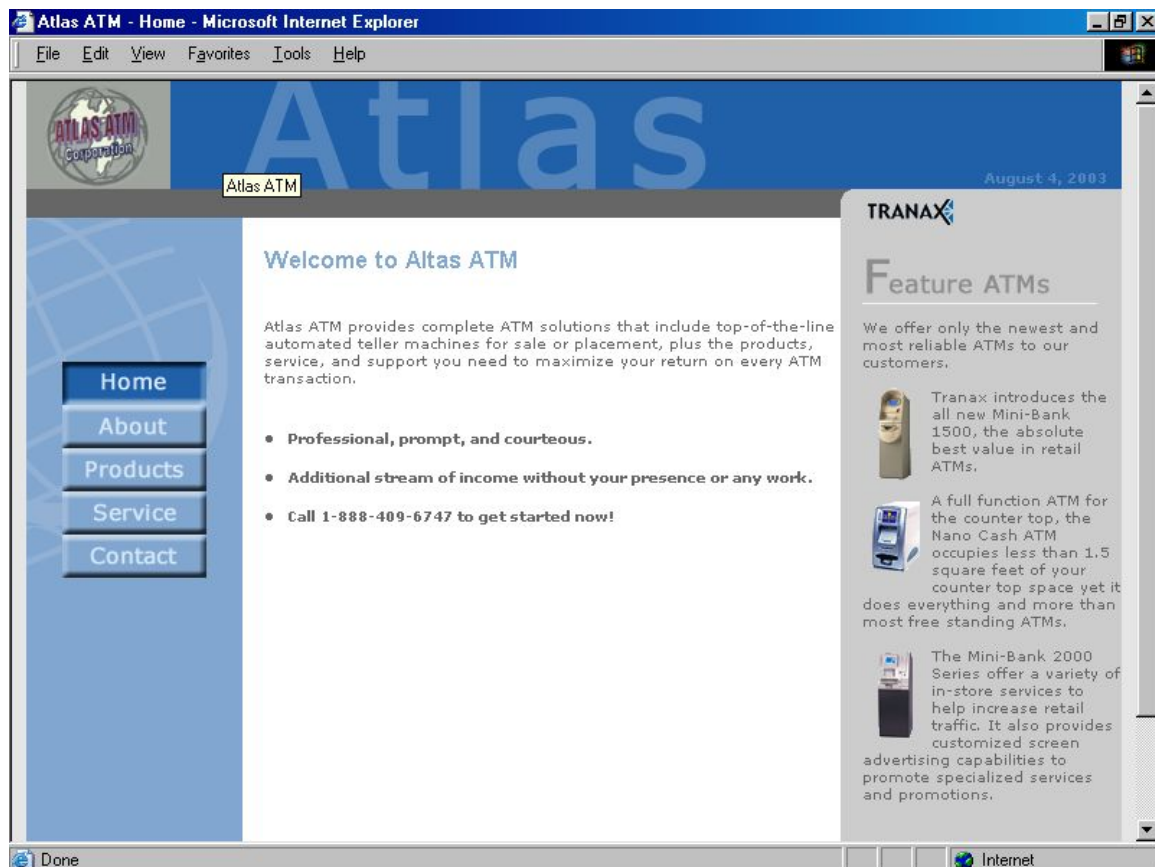 Atlas ATM - Home - Microsoft Internet Explorer
File Edit View Favorites Tools Help
ATLAS ATM
Corporation
Atlas
Atlas ATM
August 4, 2003
TRANAX
Home
About
Products
Service
Contact
Welcome to Altas ATM
Atlas ATM provides complete ATM solutions that include top-of-the-line
automated teller machines for sale or placement, plus the products,
service, and support you need to maximize your return on every ATM
transaction.
• Professional, prompt, and courteous.
• Additional stream of income without your presence or any work.
• Call 1-888-409-6747 to get started now!
Feature ATMs
We offer only the newest and
most reliable ATMs to our
customers.
Tranax introduces the
all new Mini-Bank
1500, the absolute
best value in retail
ATMs.
A full function ATM for
the counter top, the
Nano Cash ATM
occupies less than 1.5
square feet of your
counter top space yet it
does everything and more than
most free standing ATMs.
The Mini-Bank 2000
Series offer a variety of
in-store services to
help increase retail
traffic. It also provides
customized screen
advertising capabilities to
promote specialized services
and promotions.
Done
Internet